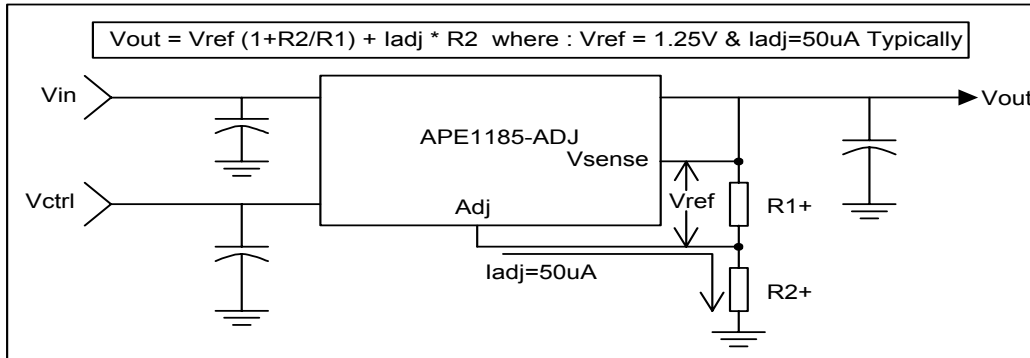 Vout = Vref (1+R2/R1) + Iadj * R2 where : Vref = 1.25V & Iadj=50uA Typically
Vin
Vout
APE1185-ADJ
Vsense
Vctrl
Adj
Vref
R1+
Iadj=50uA
R2+